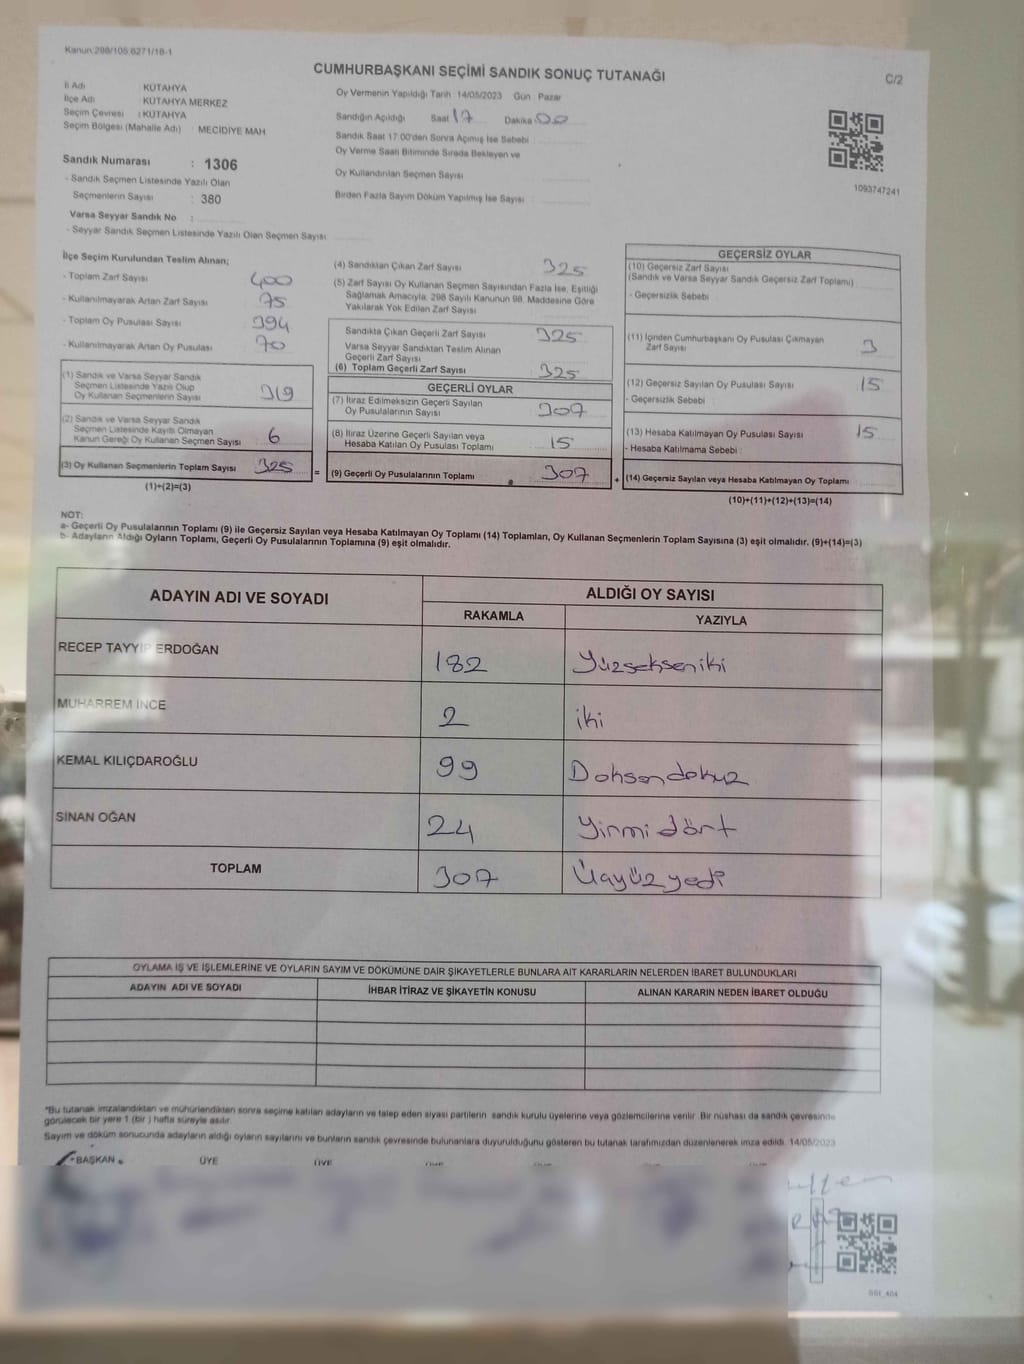 Kanun:298/105,6271/18-1
CUMHURBAŞKANI SEÇİMİ SANDIK SONUÇ TUTANAĞI
C/2
İl Adı KÜTAHYA
İlçe Adı KÜTAHYA MERKEZ
Seçim Çevresi : KÜTAHYA
Seçim Bölgesi (Mahalle Adı) : MECİDİYE MAH
Sandık Numarası : 1306
- Sandık Seçmen Listesinde Yazılı Olan
Seçmenlerin Sayısı : 380
Varsa Seyyar Sandık No :
- Seyyar Sandık Seçmen Listesinde Yazılı Olan Seçmen Sayısı
Oy Vermenin Yapıldığı Tarih 14/05/2023 Gün Pazar
Sandığın Açıldığı Saat 17 Dakika 00
Sandık Saat 17:00'den Sonra Açılmış İse Sebebi
Oy Verme Saati Bitiminde Sırada Bekleyen ve
Oy Kullandırılan Seçmen Sayısı
Birden Fazla Sayım Döküm Yapılmış İse Sayısı
1093747241
İlçe Seçim Kurulundan Teslim Alınan;
- Toplam Zarf Sayısı 400
- Kullanılmayarak Artan Zarf Sayısı 75
- Toplam Oy Pusulası Sayısı 394
- Kullanılmayarak Artan Oy Pusulası 70
(1) Sandık ve Varsa Seyyar Sandık
Seçmen Listesinde Yazılı Olup
Oy Kullanan Seçmenlerin Sayısı 319
(2) Sandık ve Varsa Seyyar Sandık
Seçmen Listesinde Kayıtlı Olmayan
Kanun Gereği Oy Kullanan Seçmen Sayısı 6
(3) Oy Kullanan Seçmenlerin Toplam Sayısı 325 =
(1)+(2)=(3)
(4) Sandıktan Çıkan Zarf Sayısı 325
(5) Zarf Sayısı Oy Kullanan Seçmen Sayısından Fazla İse, Eşitliği
Sağlamak Amacıyla, 298 Sayılı Kanunun 98. Maddesine Göre
Yakılarak Yok Edilen Zarf Sayısı
Sandıkta Çıkan Geçerli Zarf Sayısı 325
Varsa Seyyar Sandıktan Teslim Alınan
Geçerli Zarf Sayısı
(6) Toplam Geçerli Zarf Sayısı 325
GEÇERLİ OYLAR
(7) İtiraz Edilmeksizin Geçerli Sayılan
Oy Pusulalarının Sayısı 307
(8) İtiraz Üzerine Geçerli Sayılan veya
Hesaba Katılan Oy Pusulası Toplamı 15
(9) Geçerli Oy Pusulalarının Toplamı 307 +
GEÇERSİZ OYLAR
(10) Geçersiz Zarf Sayısı
(Sandık ve Varsa Seyyar Sandık Geçersiz Zarf Toplamı)
- Geçersizlik Sebebi
(11) İçinden Cumhurbaşkanı Oy Pusulası Çıkmayan
Zarf Sayısı 3
(12) Geçersiz Sayılan Oy Pusulası Sayısı 15
- Geçersizlik Sebebi
(13) Hesaba Katılmayan Oy Pusulası Sayısı 15
- Hesaba Katılmama Sebebi
(14) Geçersiz Sayılan veya Hesaba Katılmayan Oy Toplamı
(10)+(11)+(12)+(13)=(14)
NOT:
a- Geçerli Oy Pusulalarının Toplamı (9) ile Geçersiz Sayılan veya Hesaba Katılmayan Oy Toplamı (14) Toplamları, Oy Kullanan Seçmenlerin Toplam Sayısına (3) eşit olmalıdır. (9)+(14)=(3)
b- Adayların Aldığı Oyların Toplamı, Geçerli Oy Pusulalarının Toplamına (9) eşit olmalıdır.
ADAYIN ADI VE SOYADI ALDIĞI OY SAYISI
RAKAMLA YAZIYLA
RECEP TAYYİP ERDOĞAN 182 Yüzsekseniki
MUHARREM İNCE 2 iki
KEMAL KILIÇDAROĞLU 99 Dohsandokuz
SİNAN OĞAN 24 Yirmi dört
TOPLAM 307 Üçyüz yedi
OYLAMA İŞ VE İŞLEMLERİNE VE OYLARIN SAYIM VE DÖKÜMÜNE DAİR ŞİKAYETLERLE BUNLARA AİT KARARLARIN NELERDEN İBARET BULUNDUKLARI
ADAYIN ADI VE SOYADI İHBAR İTİRAZ VE ŞİKAYETİN KONUSU ALINAN KARARIN NEDEN İBARET OLDUĞU
*Bu tutanak imzalandıktan ve mühürlendikten sonra seçime katılan adayların ve talep eden siyasi partilerin sandık kurulu üyelerine veya gözlemcilerine verilir. Bir nüshası da sandık çevresinde
görülecek bir yere 1 (bir) hafta süreyle asılır.
Sayım ve döküm sonucunda adayların aldığı oyların sayılarını ve bunların sandık çevresinde bulunanlara duyurulduğunu gösteren bu tutanak tarafımızdan düzenlenerek imza edildi. 14/05/2023
BAŞKAN ÜYE ÜYE